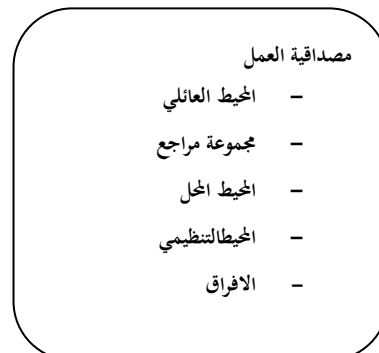 مصداقية العمل
– المحيط العائلي
– مجموعة مراجع
– المحيط المحل
– المحيطالتنظيمي
– الافراق